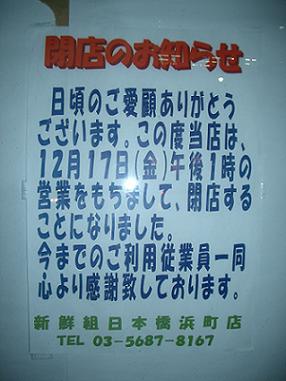 閉店のお知らせ
日頃のご愛顧ありがとう
ございます。この度当店は、
12月17日(金)午後1時の
営業をもちまして、閉店する
ことになりました。
今までのご利用従業員一同
心より感謝致しております。
新鮮組日本橋浜町店
TEL 03-5687-8167